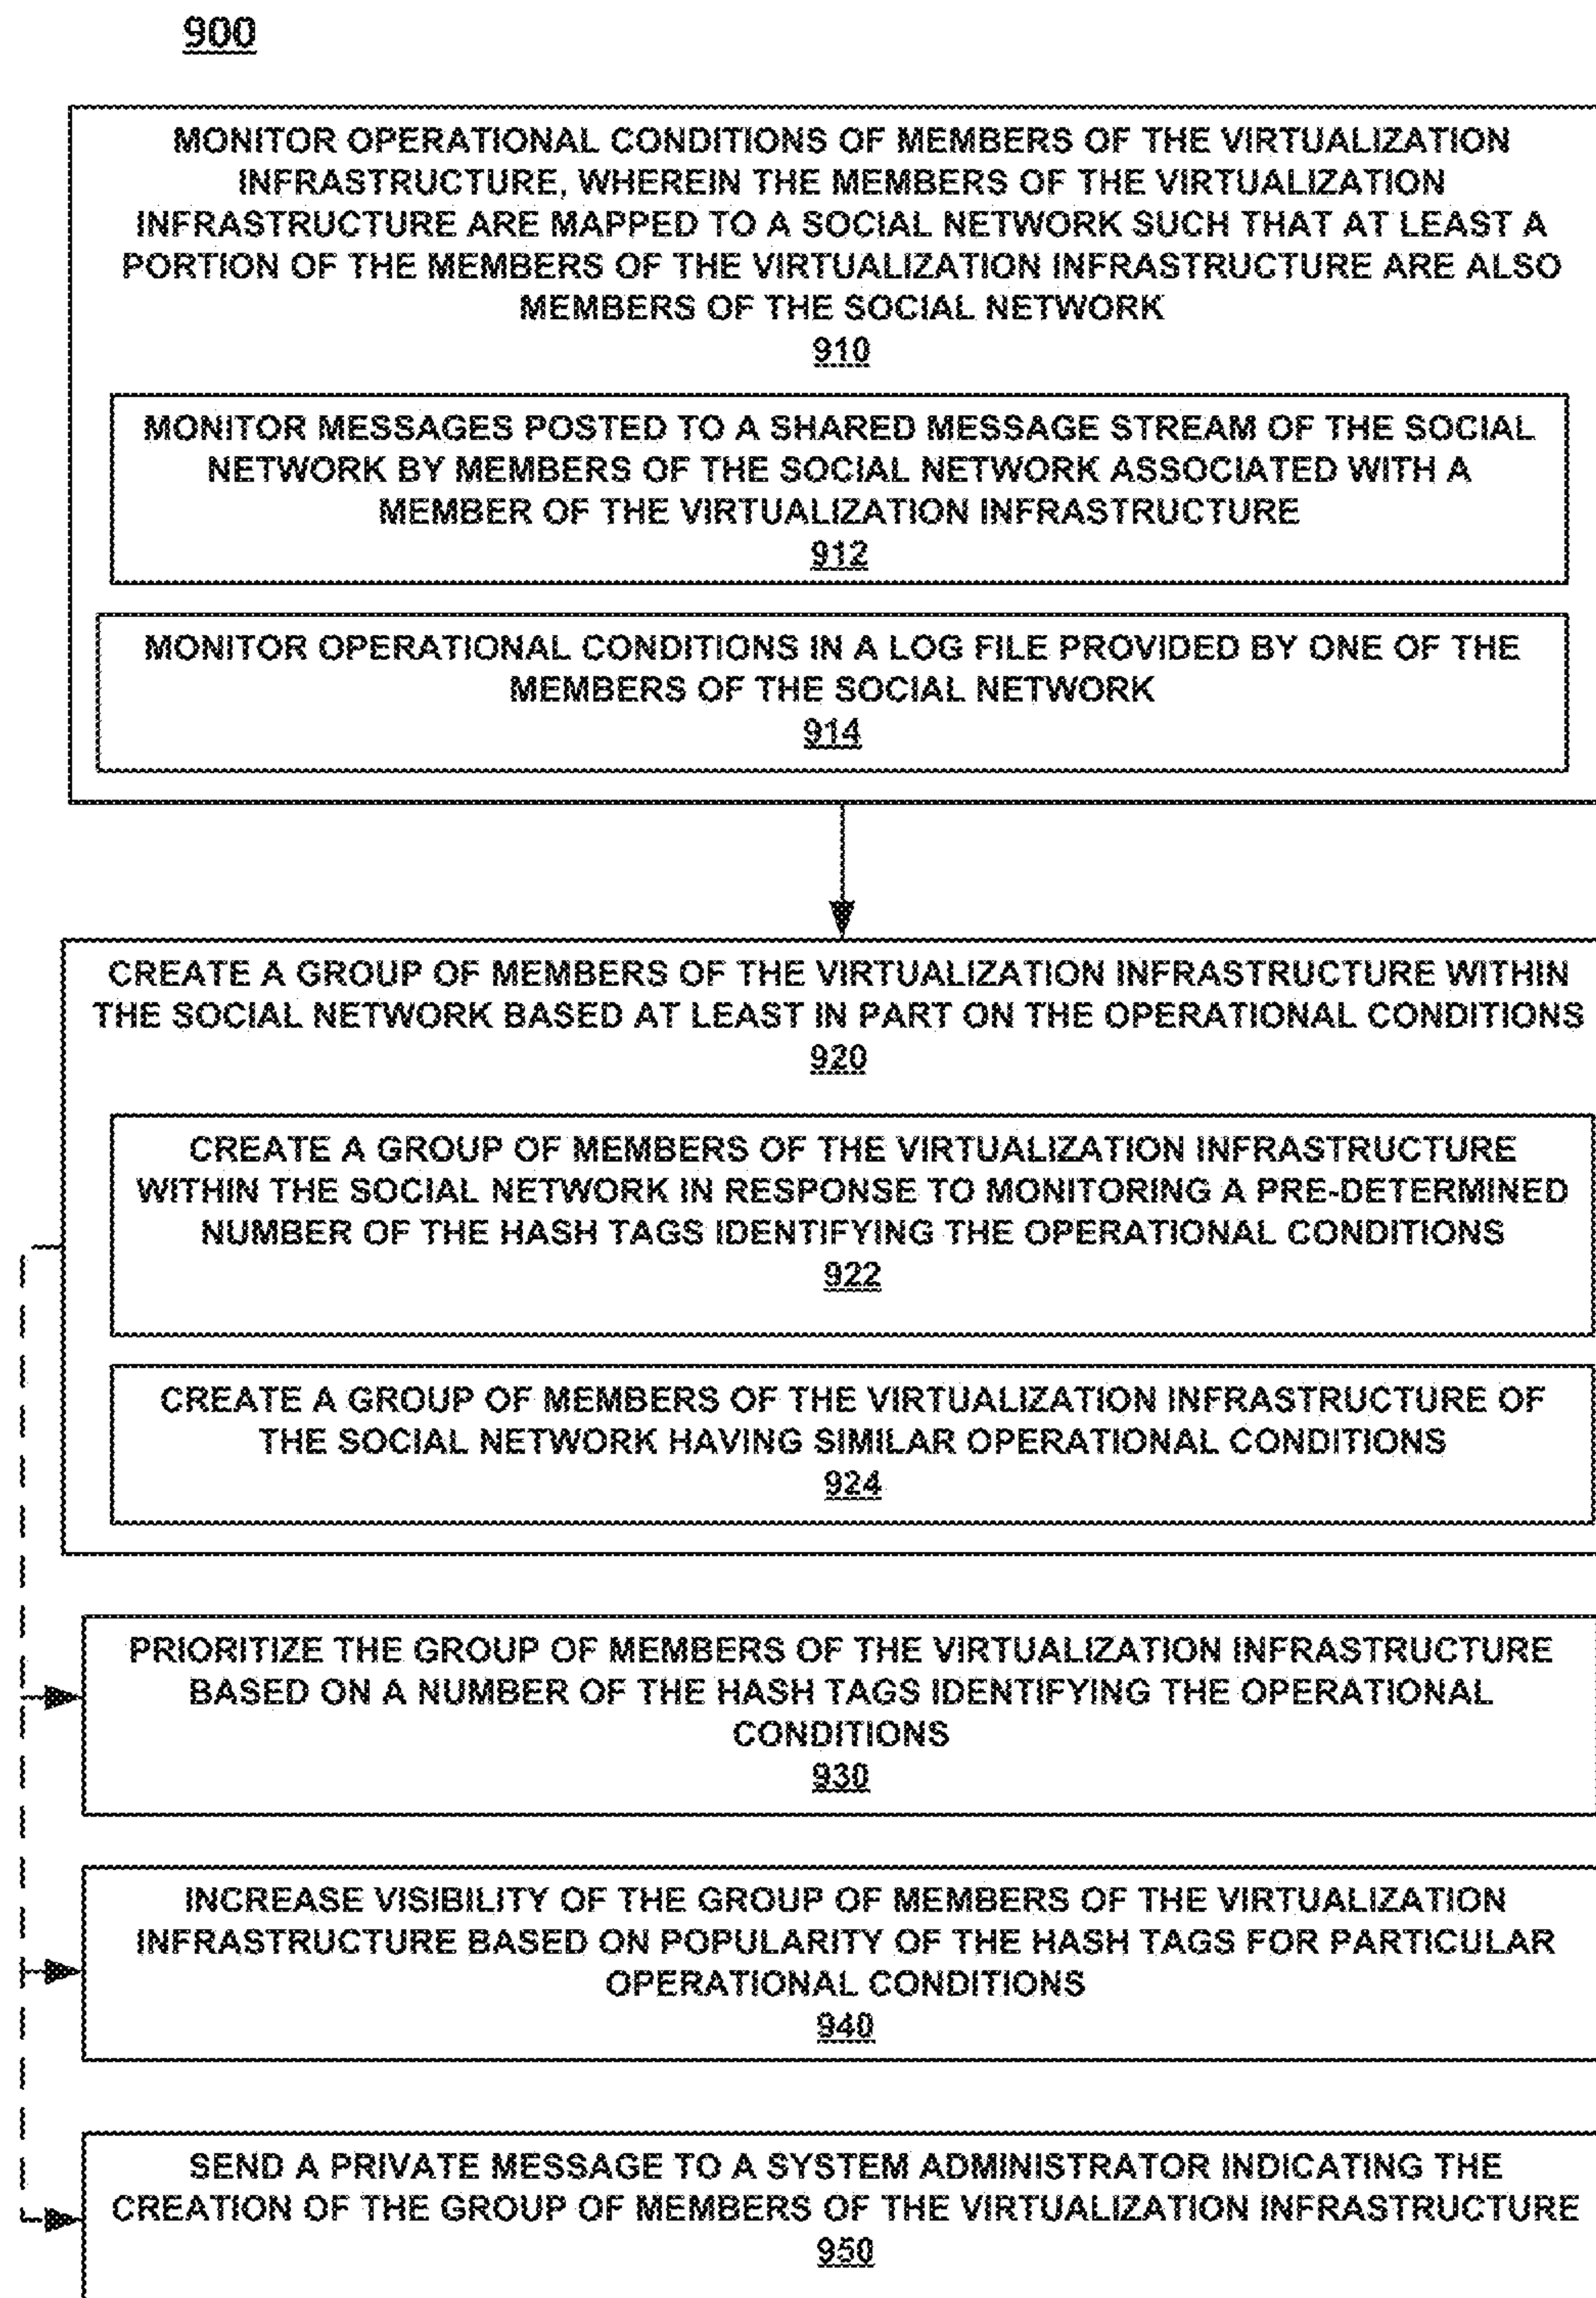 900
MONITOR OPERATIONAL CONDITIONS OF MEMBERS OF THE VIRTUALIZATION
INFRASTRUCTURE, WHEREIN THE MEMBERS OF THE VIRTUALIZATION
INFRASTRUCTURE ARE MAPPED TO A SOCIAL NETWORK SUCH THAT AT LEAST A
PORTION OF THE MEMBERS OF THE VIRTUALIZATION INFRASTRUCTURE ARE ALSO
MEMBERS OF THE SOCIAL NETWORK
910
MONITOR MESSAGES POSTED TO A SHARED MESSAGE STREAM OF THE SOCIAL
NETWORK BY MEMBERS OF THE SOCIAL NETWORK ASSOCIATED WITH A
MEMBER OF THE VIRTUALIZATION INFRASTRUCTURE
912
MONITOR OPERATIONAL CONDITIONS IN A LOG FILE PROVIDED BY ONE OF THE
MEMBERS OF THE SOCIAL NETWORK
914
CREATE A GROUP OF MEMBERS OF THE VIRTUALIZATION INFRASTRUCTURE WITHIN
THE SOCIAL NETWORK BASED AT LEAST IN PART ON THE OPERATIONAL CONDITIONS
920
CREATE A GROUP OF MEMBERS OF THE VIRTUALIZATION INFRASTRUCTURE
WITHIN THE SOCIAL NETWORK IN RESPONSE TO MONITORING A PRE-DETERMINED
NUMBER OF THE HASH TAGS IDENTIFYING THE OPERATIONAL CONDITIONS
922
CREATE A GROUP OF MEMBERS OF THE VIRTUALIZATION INFRASTRUCTURE OF
THE SOCIAL NETWORK HAVING SIMILAR OPERATIONAL CONDITIONS
924
PRIORITIZE THE GROUP OF MEMBERS OF THE VIRTUALIZATION INFRASTRUCTURE
BASED ON A NUMBER OF THE HASH TAGS IDENTIFYING THE OPERATIONAL
CONDITIONS
930
INCREASE VISIBILITY OF THE GROUP OF MEMBERS OF THE VIRTUALIZATION
INFRASTRUCTURE BASED ON POPULARITY OF THE HASH TAGS FOR PARTICULAR
OPERATIONAL CONDITIONS
940
SEND A PRIVATE MESSAGE TO A SYSTEM ADMINISTRATOR INDICATING THE
CREATION OF THE GROUP OF MEMBERS OF THE VIRTUALIZATION INFRASTRUCTURE
950